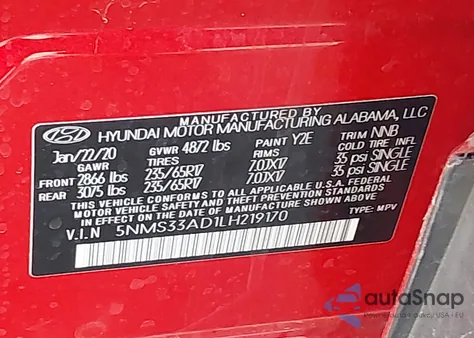 MANUFACTURED BY
HYUNDAI MOTOR MANUFACTURING ALABAMA, LLC
Jan/22/20 GVWR 4872 lbs PAINT Y2E TRIM NNB
GAWR TIRES RIMS COLD TIRE INFL
FRONT 2866 lbs 235/65R17 7.0JX17 35 psi SINGLE
REAR 3075 lbs 235/65R17 7.0JX17 35 psi SINGLE
THIS VEHICLE CONFORMS TO ALL APPLICABLE U.S.A. FEDERAL
MOTOR VEHICLE SAFETY AND THEFT PREVENTION STANDARDS
IN EFFECT ON THE DATE OF MANUFACTURE SHOWN ABOVE.
V.I.N 5NMS33AD1LH219170 TYPE: MPV
autoSnap